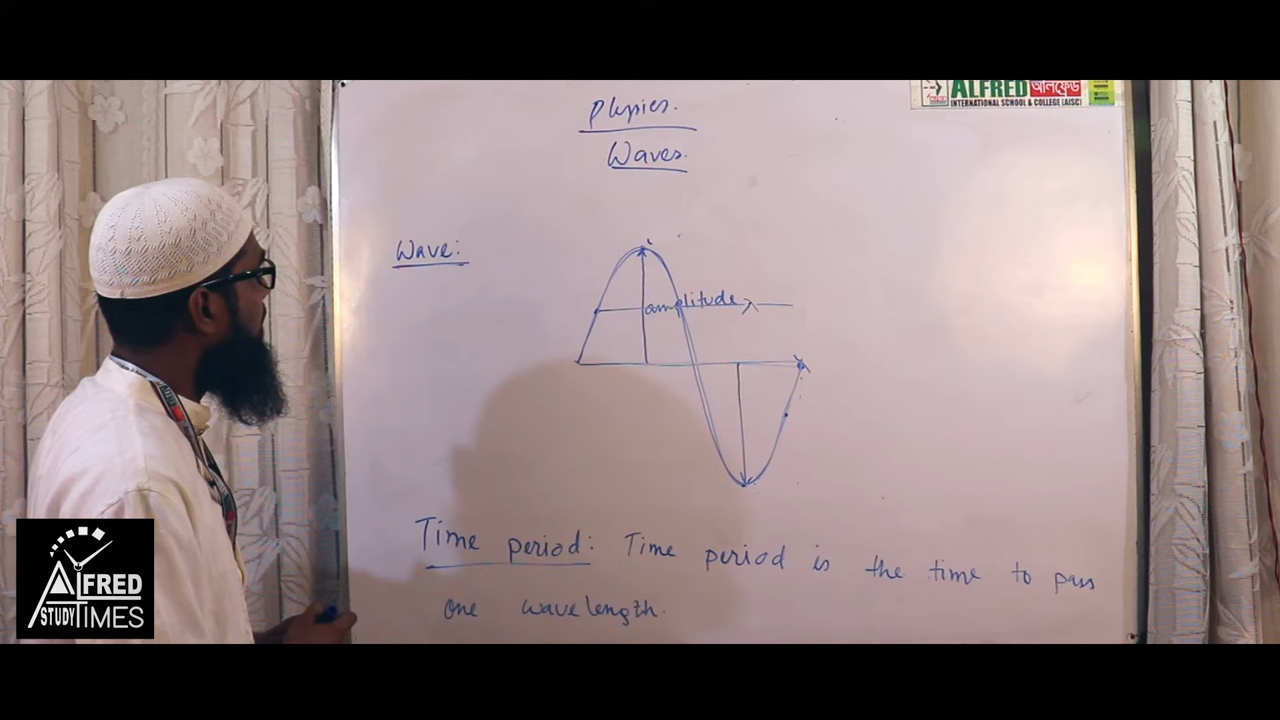 ALFRED আলফ্রেড
INTERNATIONAL SCHOOL & COLLEGE (AISC)
Physics.
Waves.
Wave:
amplitude λ
Time period: Time period is the time to pass
one wavelength.
ALFRED
STUDY TIMES